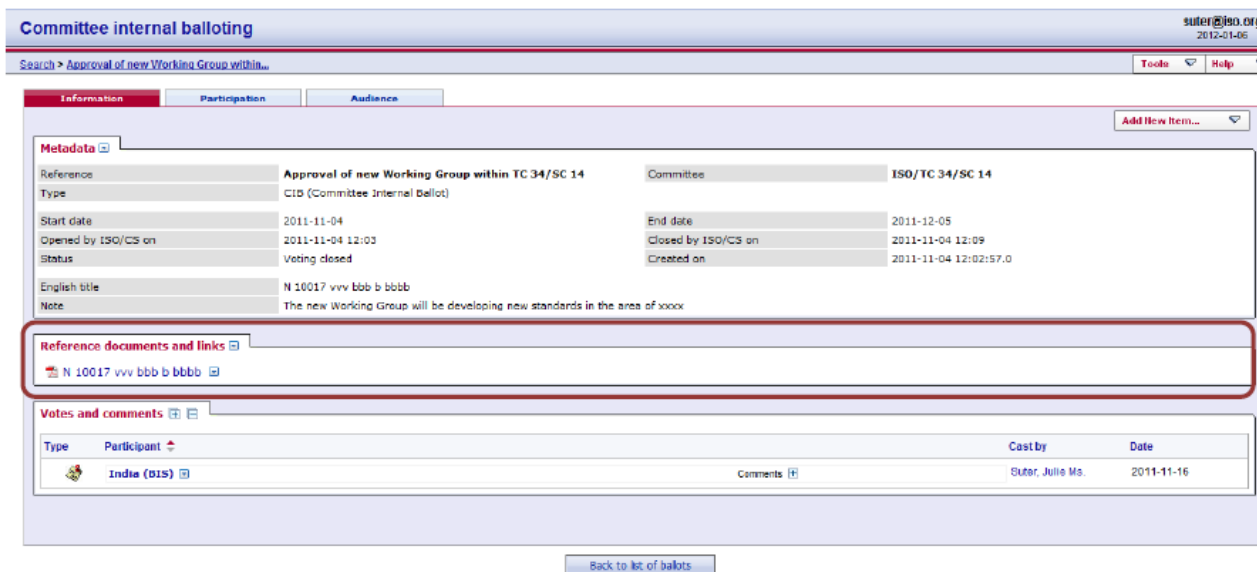 Committee internal balloting
suter@iso.org
2012-01-06
Search > Approval of new Working Group within...
Tools Help
Information Participation Audience
Add New Item...
Metadata
Reference Approval of new Working Group within TC 34/SC 14 Committee ISO/TC 34/SC 14
Type CIB (Committee Internal Ballot)
Start date 2011-11-04 End date 2011-12-05
Opened by ISO/CS on 2011-11-04 12:03 Closed by ISO/CS on 2011-11-04 12:09
Status Voting closed Created on 2011-11-04 12:02:57.0
English title N 10017 vvv bbb b bbbb
Note The new Working Group will be developing new standards in the area of xxxx
Reference documents and links
N 10017 vvv bbb b bbbb
Votes and comments
Type Participant Cast by Date
India (BIS) Comments Suter, Julie Ms. 2011-11-16
Back to list of ballots